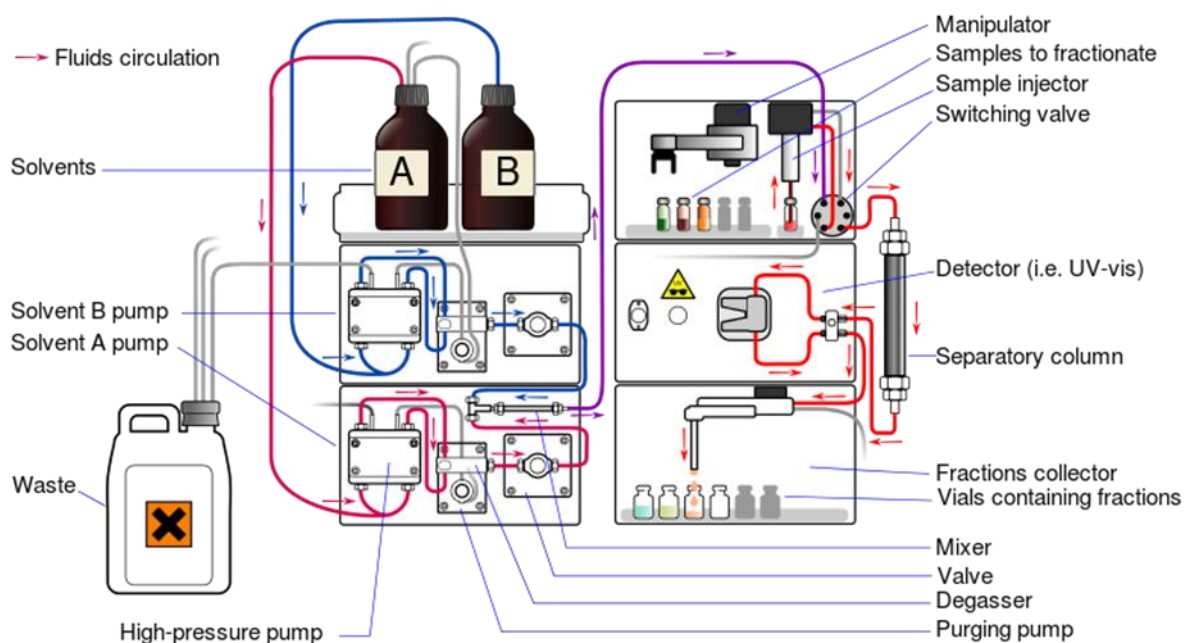 Fluids circulation
Solvents
Solvent B pump
Solvent A pump
Waste
High-pressure pump
A
B
Manipulator
Samples to fractionate
Sample injector
Switching valve
Detector (i.e. UV-vis)
Separatory column
Fractions collector
Vials containing fractions
Mixer
Valve
Degasser
Purging pump